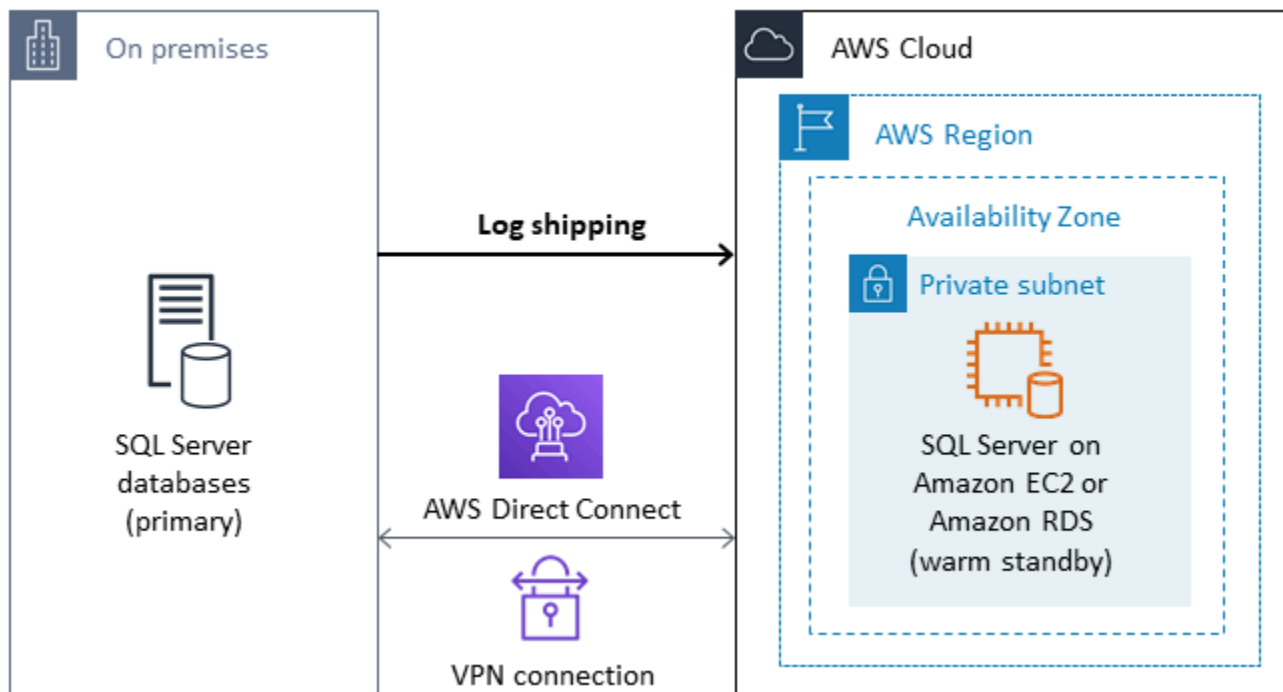 On premises
AWS Cloud
AWS Region
Availability Zone
Log shipping
Private subnet
SQL Server
databases
(primary)
AWS Direct Connect
SQL Server on
Amazon EC2 or
Amazon RDS
(warm standby)
VPN connection